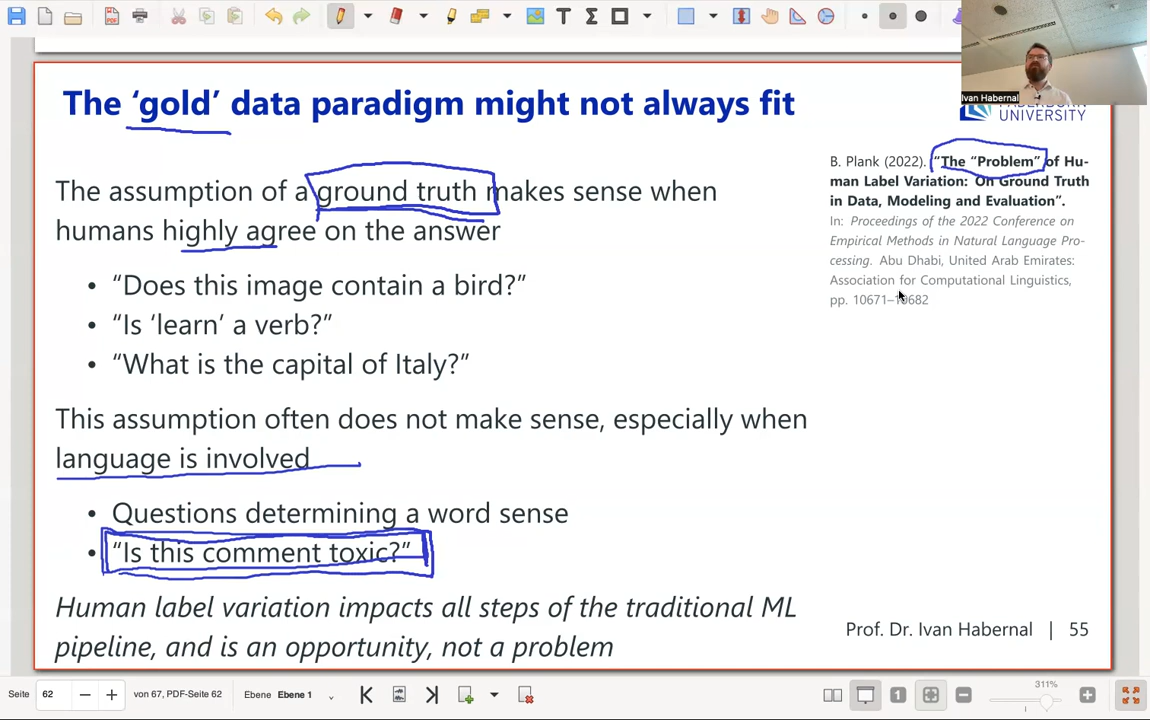 Ivan Habernal
The ‘gold’ data paradigm might not always fit
UNIVERSITY
The assumption of a ground truth makes sense when
humans highly agree on the answer
• “Does this image contain a bird?”
• “Is ‘learn’ a verb?”
• “What is the capital of Italy?”
This assumption often does not make sense, especially when
language is involved
• Questions determining a word sense
• “Is this comment toxic?”
Human label variation impacts all steps of the traditional ML
pipeline, and is an opportunity, not a problem
B. Plank (2022). “The “Problem” of Hu-
man Label Variation: On Ground Truth
in Data, Modeling and Evaluation”.
In: Proceedings of the 2022 Conference on
Empirical Methods in Natural Language Pro-
cessing. Abu Dhabi, United Arab Emirates:
Association for Computational Linguistics,
pp. 10671–10682
Prof. Dr. Ivan Habernal | 55
Seite 62 von 67, PDF-Seite 62 Ebene Ebene 1 311%